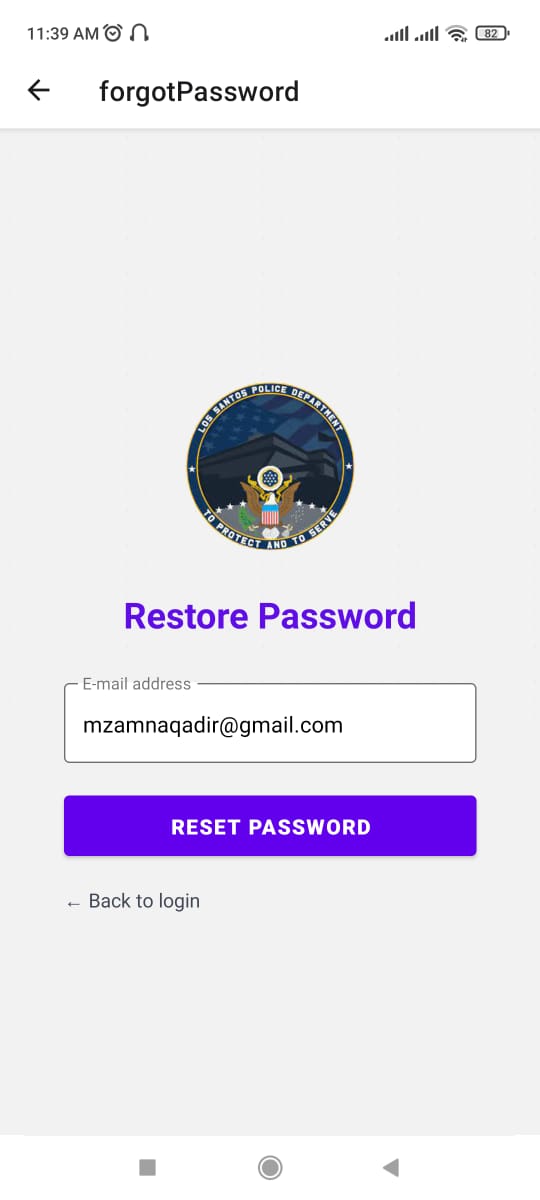 11:39 AM
82
forgotPassword
LOS SANTOS POLICE DEPARTMENT
TO PROTECT AND TO SERVE
Restore Password
E-mail address
mzamnaqadir@gmail.com
RESET PASSWORD
← Back to login